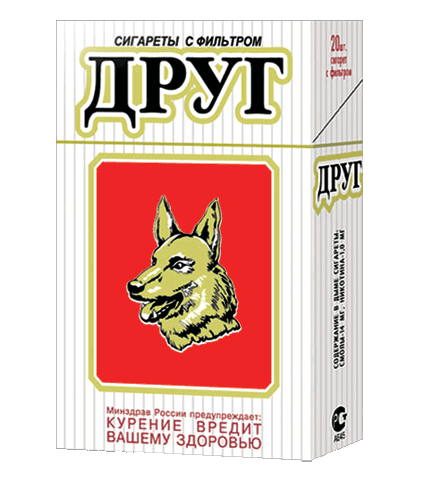 СИГАРЕТЫ С ФИЛЬТРОМ
ДРУГ
Минздрав России предупреждает:
КУРЕНИЕ ВРЕДИТ
ВАШЕМУ ЗДОРОВЬЮ
20шт.
сигарет
с фильтром
ДРУГ
СОДЕРЖАНИЕ В ДЫМЕ СИГАРЕТЫ:
СМОЛЫ-14 МГ, НИКОТИНА-1,0 МГ
АЕ45